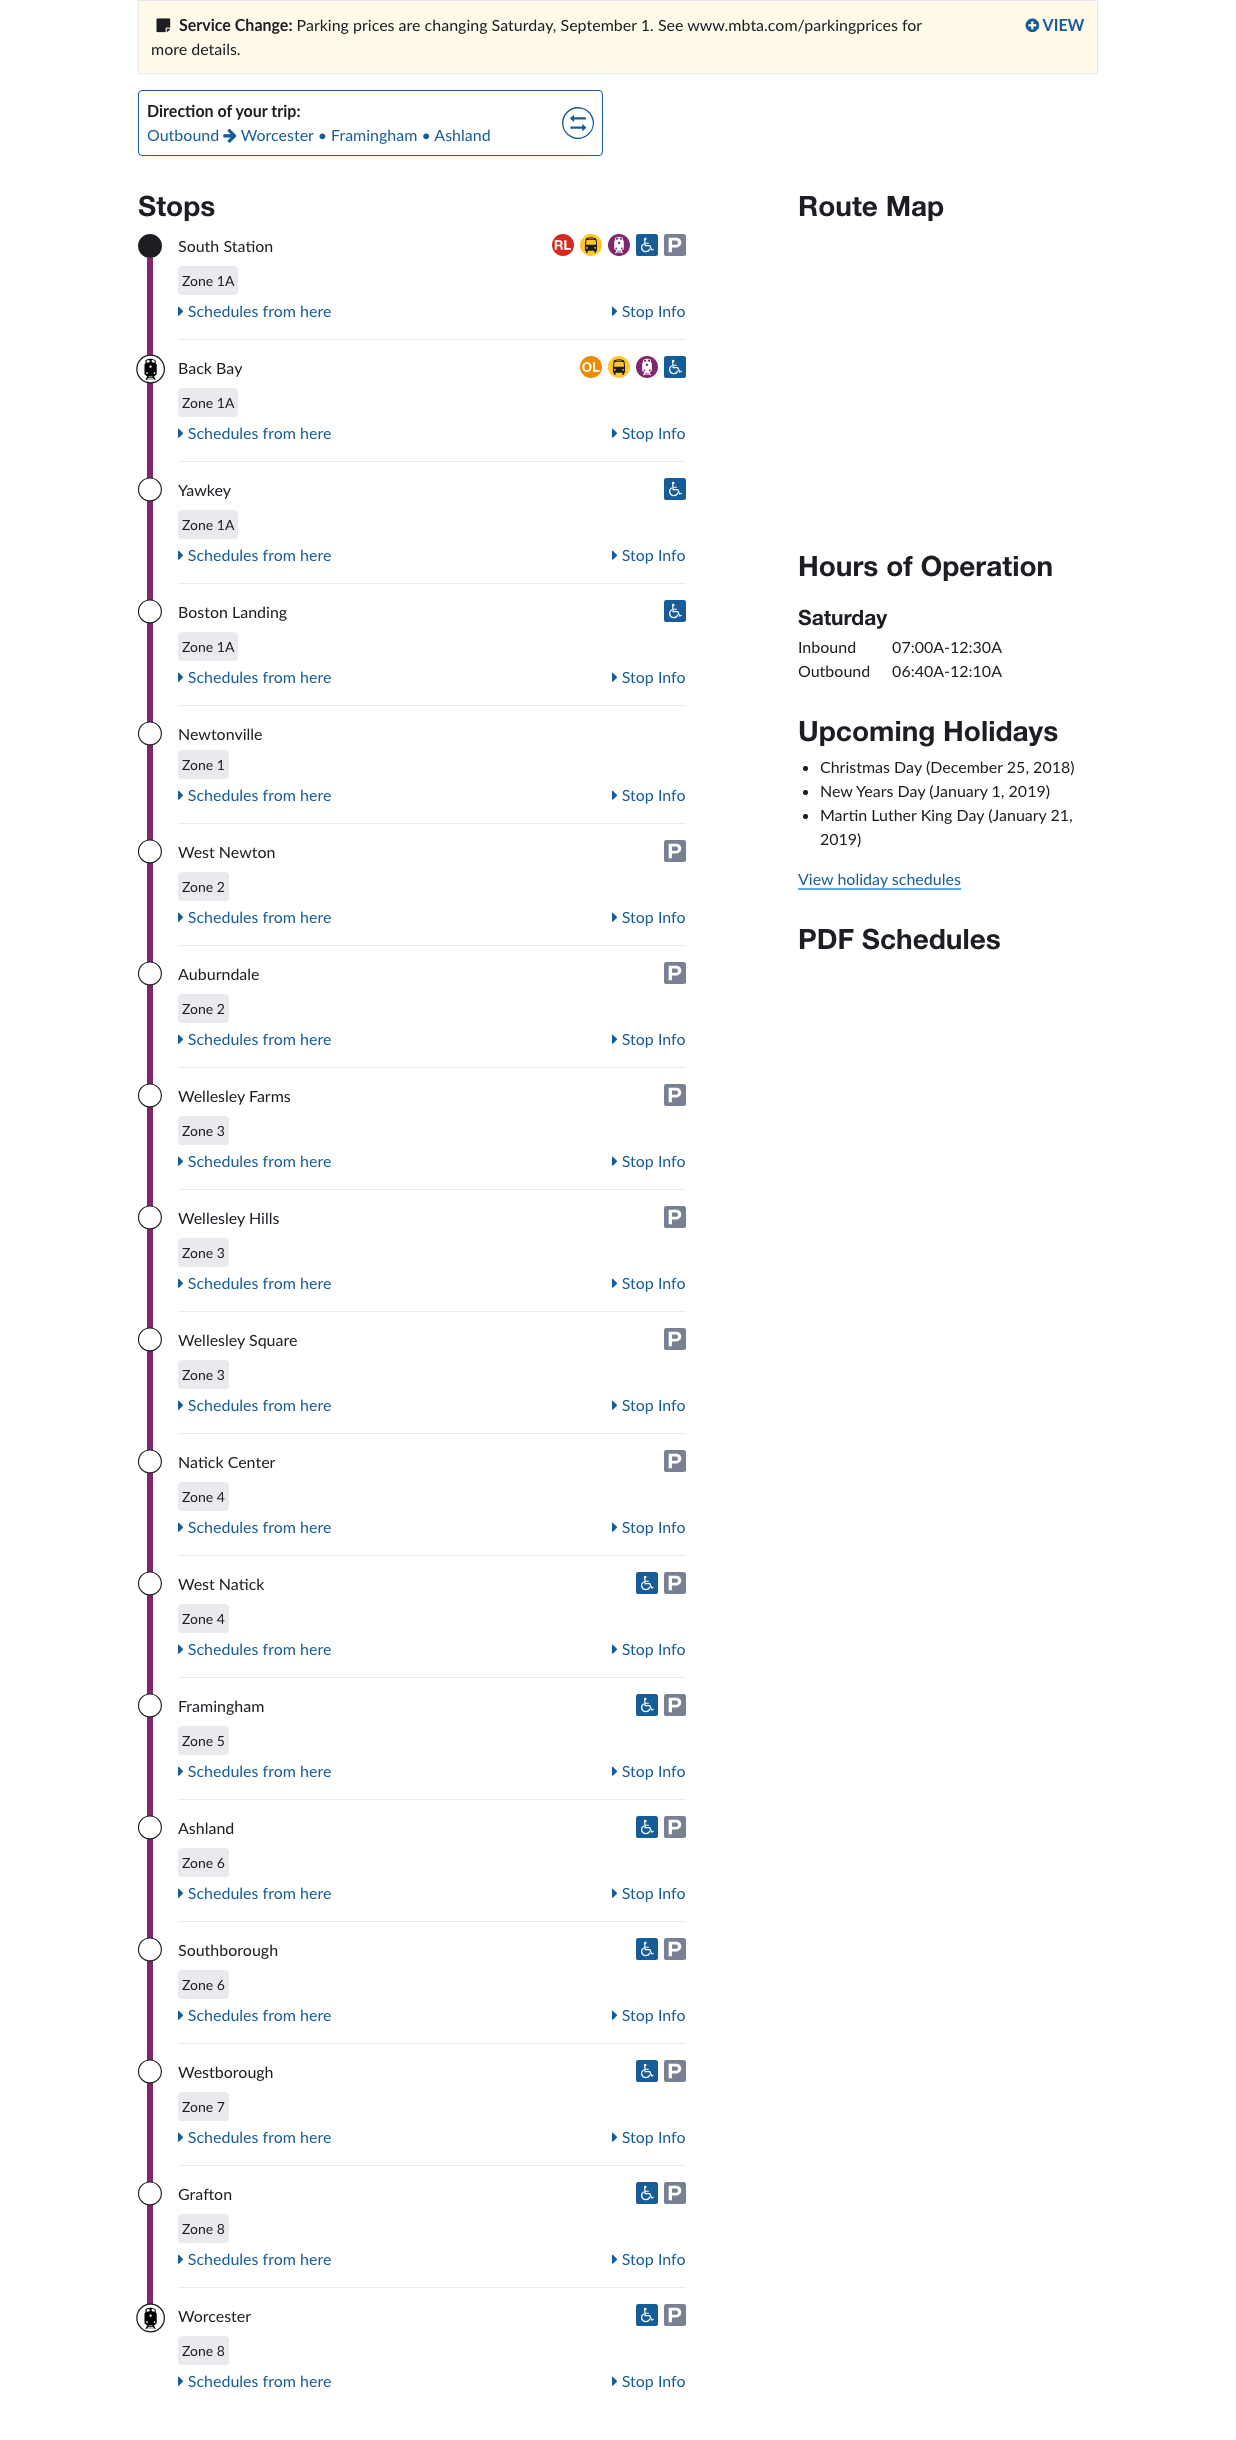 Service Change: Parking prices are changing Saturday, September 1. See www.mbta.com/parkingprices for
more details.
VIEW
Direction of your trip:
Outbound → Worcester • Framingham • Ashland
Stops
South Station
RL
P
Zone 1A
Schedules from here
Stop Info
Back Bay
OL
Zone 1A
Schedules from here
Stop Info
Yawkey
Zone 1A
Schedules from here
Stop Info
Boston Landing
Zone 1A
Schedules from here
Stop Info
Newtonville
Zone 1
Schedules from here
Stop Info
West Newton
P
Zone 2
Schedules from here
Stop Info
Auburndale
P
Zone 2
Schedules from here
Stop Info
Wellesley Farms
P
Zone 3
Schedules from here
Stop Info
Wellesley Hills
P
Zone 3
Schedules from here
Stop Info
Wellesley Square
P
Zone 3
Schedules from here
Stop Info
Natick Center
P
Zone 4
Schedules from here
Stop Info
West Natick
P
Zone 4
Schedules from here
Stop Info
Framingham
P
Zone 5
Schedules from here
Stop Info
Ashland
P
Zone 6
Schedules from here
Stop Info
Southborough
P
Zone 6
Schedules from here
Stop Info
Westborough
P
Zone 7
Schedules from here
Stop Info
Grafton
P
Zone 8
Schedules from here
Stop Info
Worcester
P
Zone 8
Schedules from here
Stop Info
Route Map
Hours of Operation
Saturday
Inbound 07:00A-12:30A
Outbound 06:40A-12:10A
Upcoming Holidays
• Christmas Day (December 25, 2018)
• New Years Day (January 1, 2019)
• Martin Luther King Day (January 21,
2019)
View holiday schedules
PDF Schedules